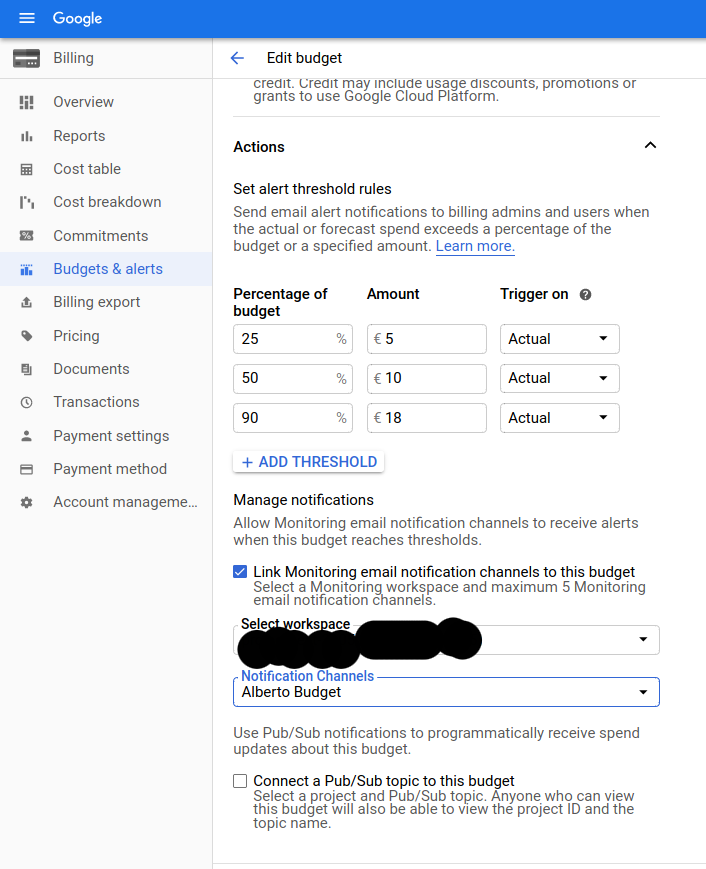 Google
Billing
Overview
Reports
Cost table
Cost breakdown
Commitments
Budgets & alerts
Billing export
Pricing
Documents
Transactions
Payment settings
Payment method
Account manageme...
Edit budget
credit. Credit may include usage discounts, promotions or
grants to use Google Cloud Platform.
Actions
Set alert threshold rules
Send email alert notifications to billing admins and users when
the actual or forecast spend exceeds a percentage of the
budget or a specified amount. Learn more.
Percentage of
budget
Amount
Trigger on
25 % € 5 Actual
50 % € 10 Actual
90 % € 18 Actual
+ ADD THRESHOLD
Manage notifications
Allow Monitoring email notification channels to receive alerts
when this budget reaches thresholds.
Link Monitoring email notification channels to this budget
Select a Monitoring workspace and maximum 5 Monitoring
email notification channels.
Select workspace
Notification Channels
Alberto Budget
Use Pub/Sub notifications to programmatically receive spend
updates about this budget.
Connect a Pub/Sub topic to this budget
Select a project and Pub/Sub topic. Anyone who can view
this budget will also be able to view the project ID and the
topic name.